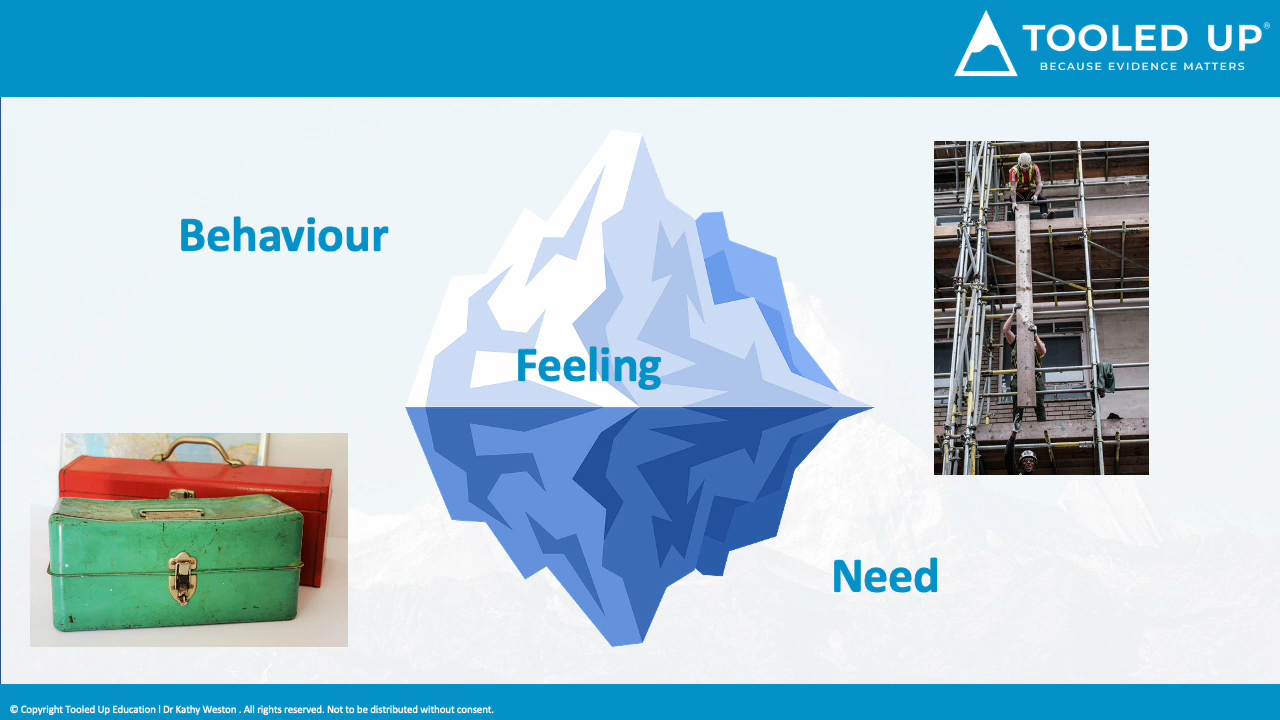 TOOLED UP®
BECAUSE EVIDENCE MATTERS
Behaviour
Feeling
Need
© Copyright Tooled Up Education l Dr Kathy Weston . All rights reserved. Not to be distributed without consent.